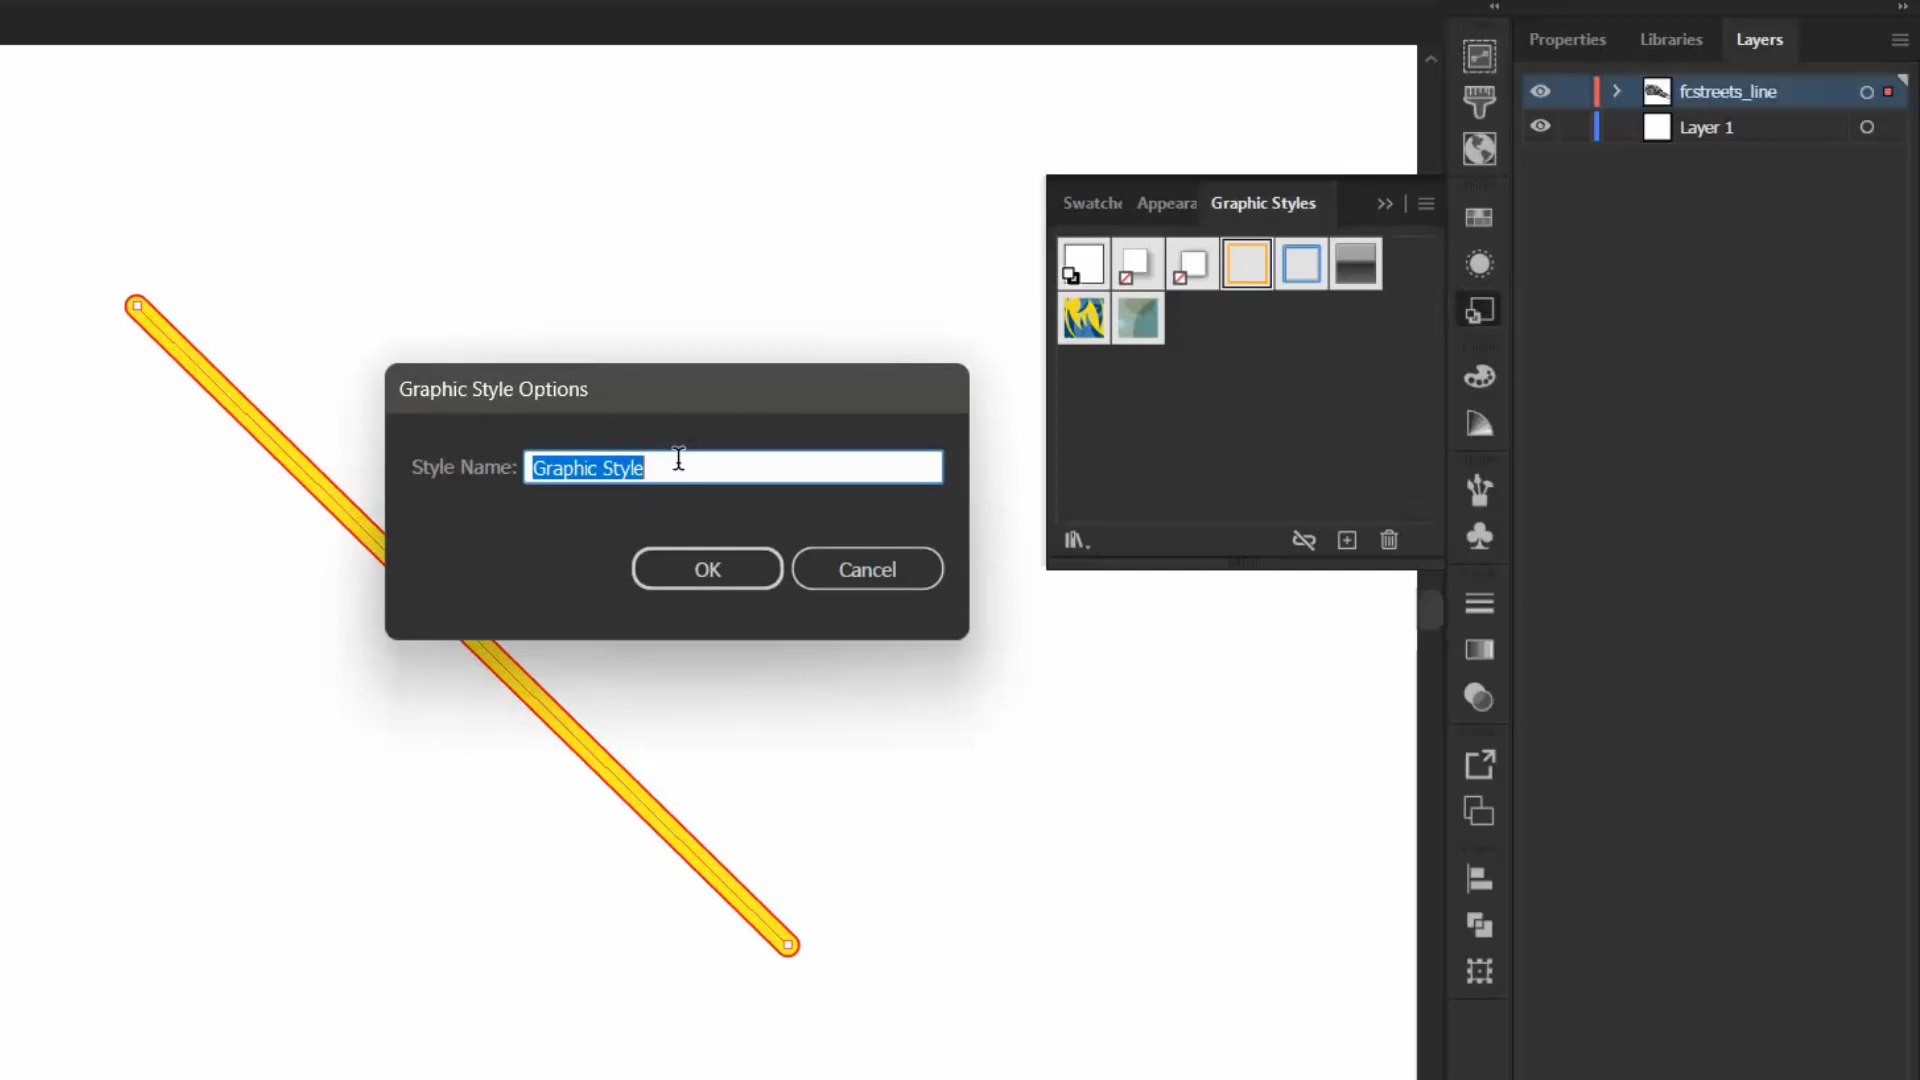 Properties
Libraries
Layers
fcstreets_line
Layer 1
Swatche
Appeara
Graphic Styles
Graphic Style Options
Style Name:
Graphic Style
OK
Cancel